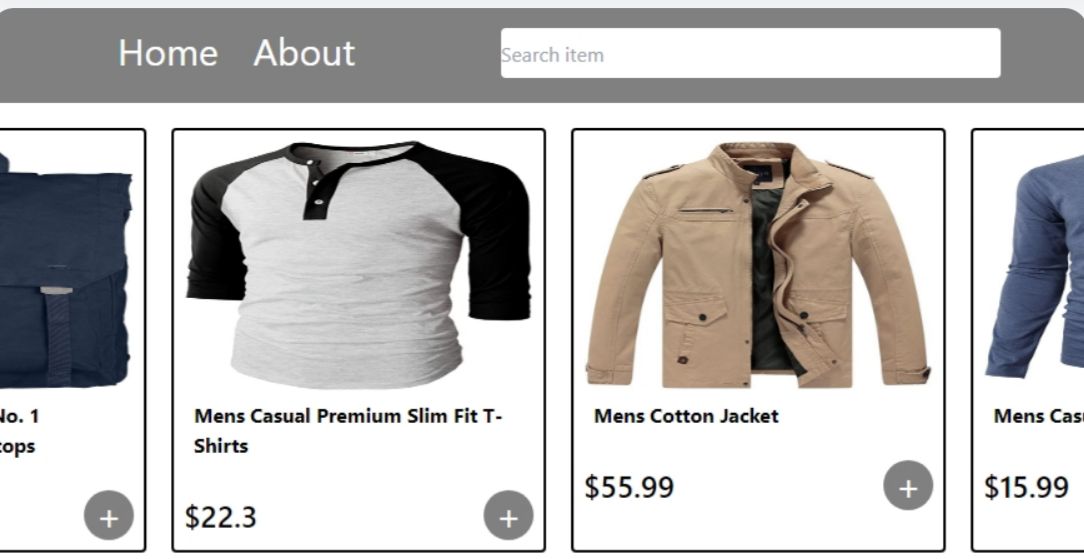 Home About Search item
No. 1
tops
Mens Casual Premium Slim Fit T-
Shirts
$22.3
+
+
Mens Cotton Jacket
$55.99
+
Mens Cas
$15.99